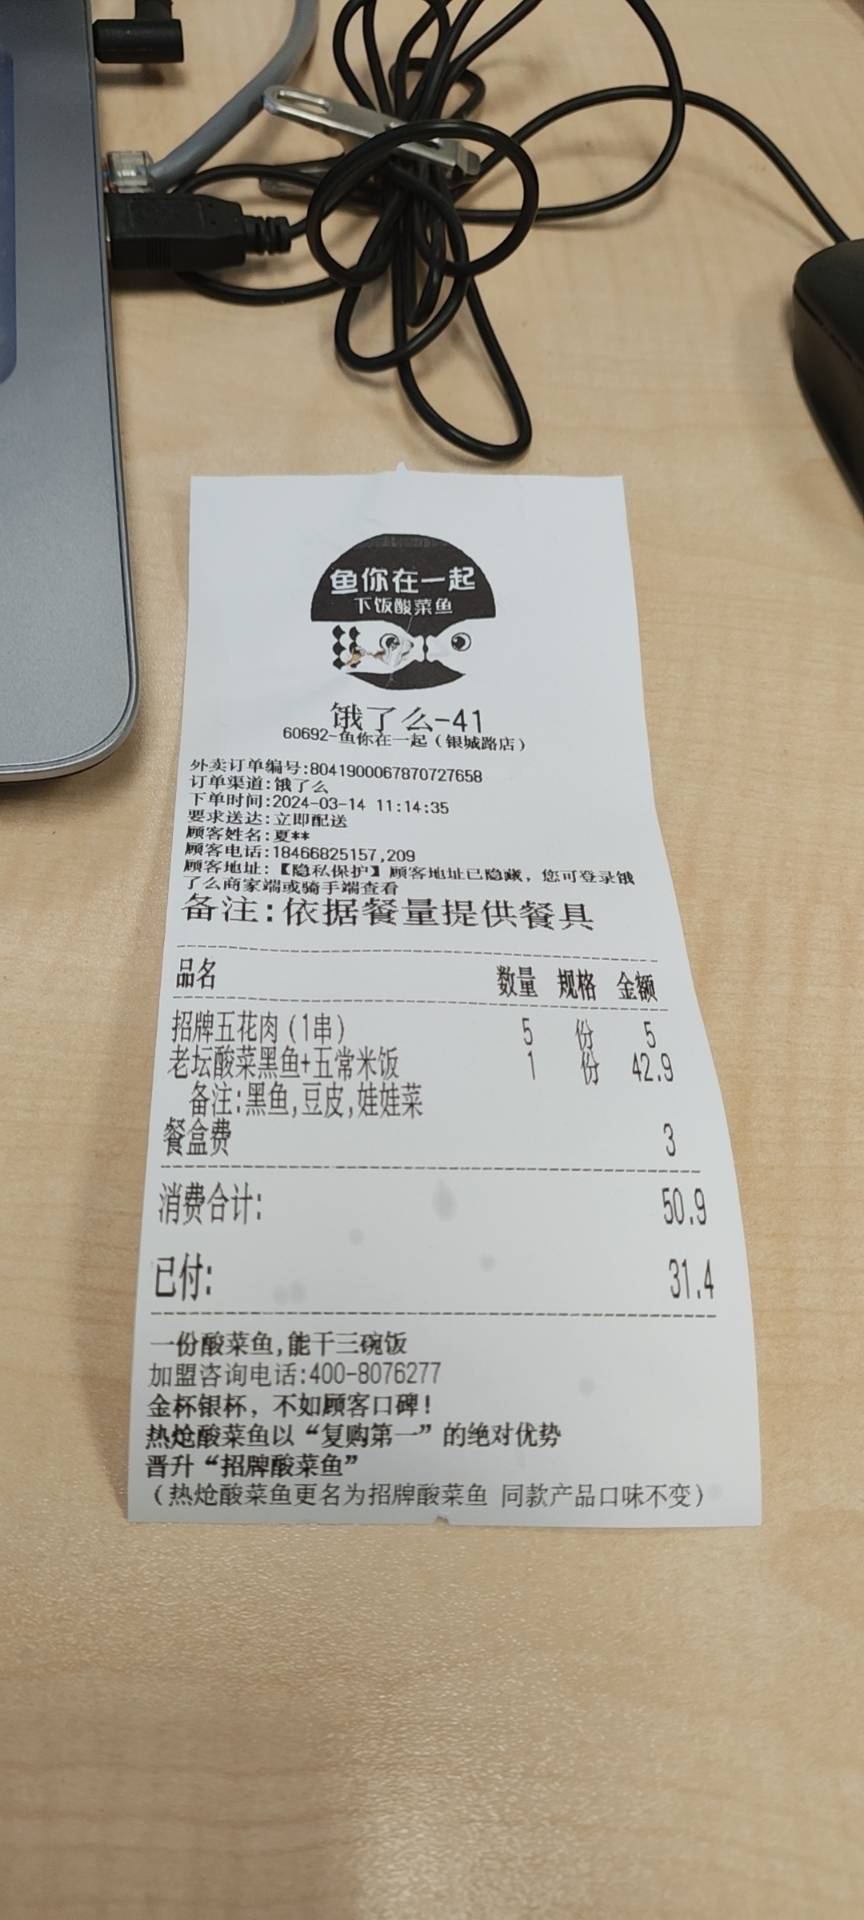 鱼你在一起
下饭酸菜鱼
饿了么-41
60692-鱼你在一起（银城路店）
外卖订单编号:8041900067870727658
订单渠道:饿了么
下单时间:2024-03-14 11:14:35
要求送达:立即配送
顾客姓名:夏**
顾客电话:18466825157,209
顾客地址:【隐私保护】顾客地址已隐藏，您可登录饿
了么商家端或骑手端查看
备注:依据餐量提供餐具
品名 数量 规格 金额
招牌五花肉(1串) 5 份 5
老坛酸菜黑鱼+五常米饭 1 份 42.9
备注:黑鱼,豆皮,娃娃菜
餐盒费 3
消费合计: 50.9
已付: 31.4
一份酸菜鱼,能干三碗饭
加盟咨询电话:400-8076277
金杯银杯，不如顾客口碑!
热炝酸菜鱼以“复购第一”的绝对优势
晋升“招牌酸菜鱼”
（热炝酸菜鱼更名为招牌酸菜鱼 同款产品口味不变）